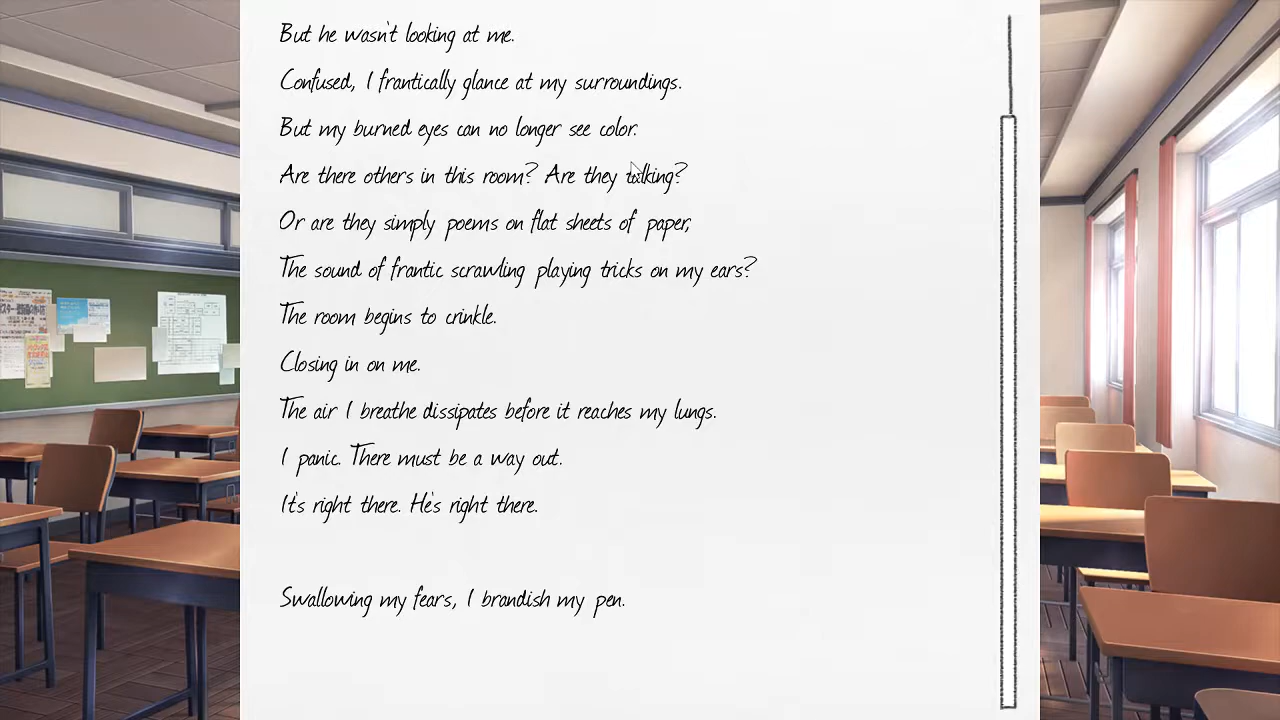 But he wasn't looking at me.
Confused, I frantically glance at my surroundings.
But my burned eyes can no longer see color.
Are there others in this room? Are they talking?
Or are they simply poems on flat sheets of paper,
The sound of frantic scrawling playing tricks on my ears?
The room begins to crinkle.
Closing in on me.
The air I breathe dissipates before it reaches my lungs.
I panic. There must be a way out.
It's right there. He's right there.
Swallowing my fears, I brandish my pen.